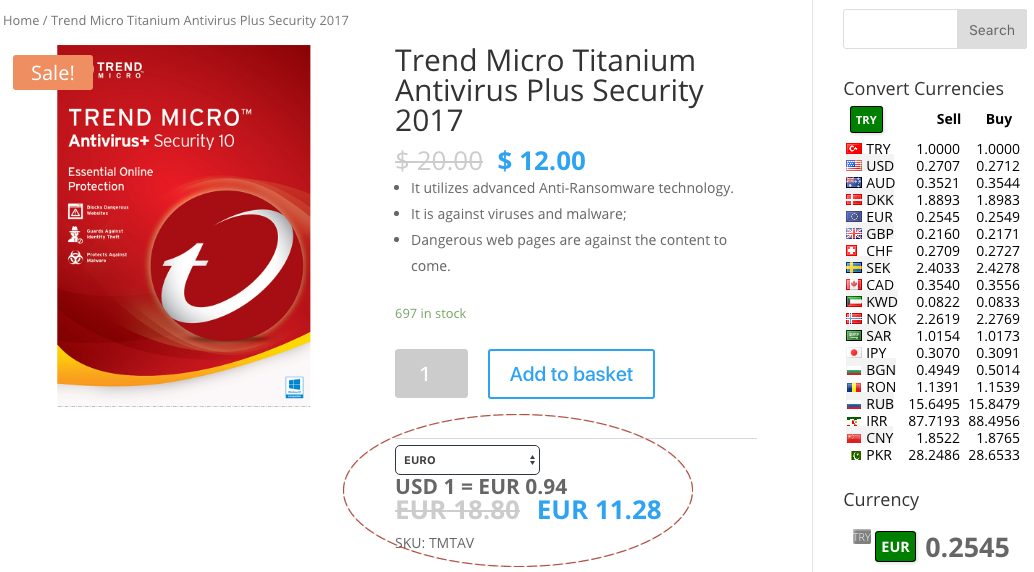 Home / Trend Micro Titanium Antivirus Plus Security 2017
Sale!
TREND
MICRO
TREND MICRO™
Antivirus+ Security 10
Essential Online
Protection
Blocks Dangerous
Websites
Guards Against
Identity Theft
Protects Against
Malware
Trend Micro Titanium
Antivirus Plus Security
2017
$ 20.00 $ 12.00
It utilizes advanced Anti-Ransomware technology.
It is against viruses and malware;
Dangerous web pages are against the content to
come.
697 in stock
1 Add to basket
EURO
USD 1 = EUR 0.94
EUR 18.80 EUR 11.28
SKU: TMTAV
Search
Convert Currencies
TRY Sell Buy
TRY 1.0000 1.0000
USD 0.2707 0.2712
AUD 0.3521 0.3544
DKK 1.8893 1.8983
EUR 0.2545 0.2549
GBP 0.2160 0.2171
CHF 0.2709 0.2727
SEK 2.4033 2.4278
CAD 0.3540 0.3556
KWD 0.0822 0.0833
NOK 2.2619 2.2769
SAR 1.0154 1.0173
JPY 0.3070 0.3091
BGN 0.4949 0.5014
RON 1.1391 1.1539
RUB 15.6495 15.8479
IRR 87.7193 88.4956
CNY 1.8522 1.8765
PKR 28.2486 28.6533
Currency
TRY EUR 0.2545